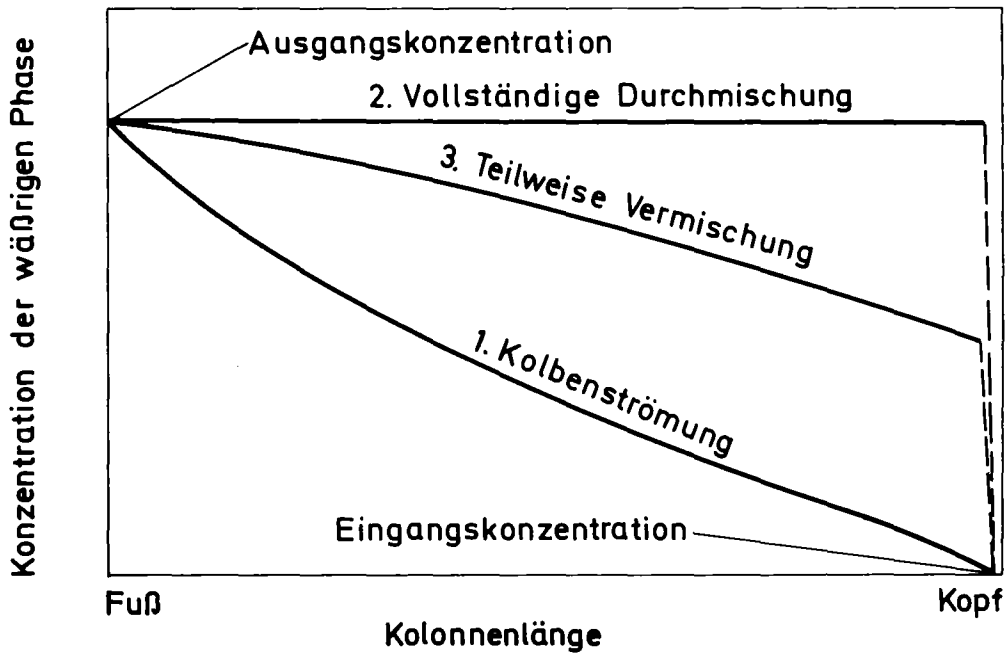 Konzentration der wäßrigen Phase
Ausgangskonzentration
2. Vollständige Durchmischung
3. Teilweise Vermischung
1. Kolbenströmung
Eingangskonzentration
Fuß
Kopf
Kolonnenlänge